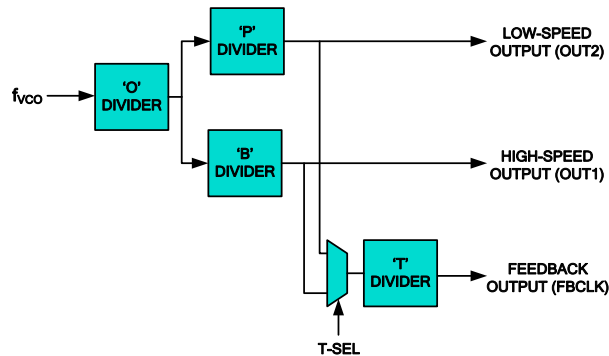 'P'
DIVIDER
LOW-SPEED
OUTPUT (OUT2)
fVCO
'O'
DIVIDER
'B'
DIVIDER
HIGH-SPEED
OUTPUT (OUT1)
'T'
DIVIDER
FEEDBACK
OUTPUT (FBCLK)
T-SEL